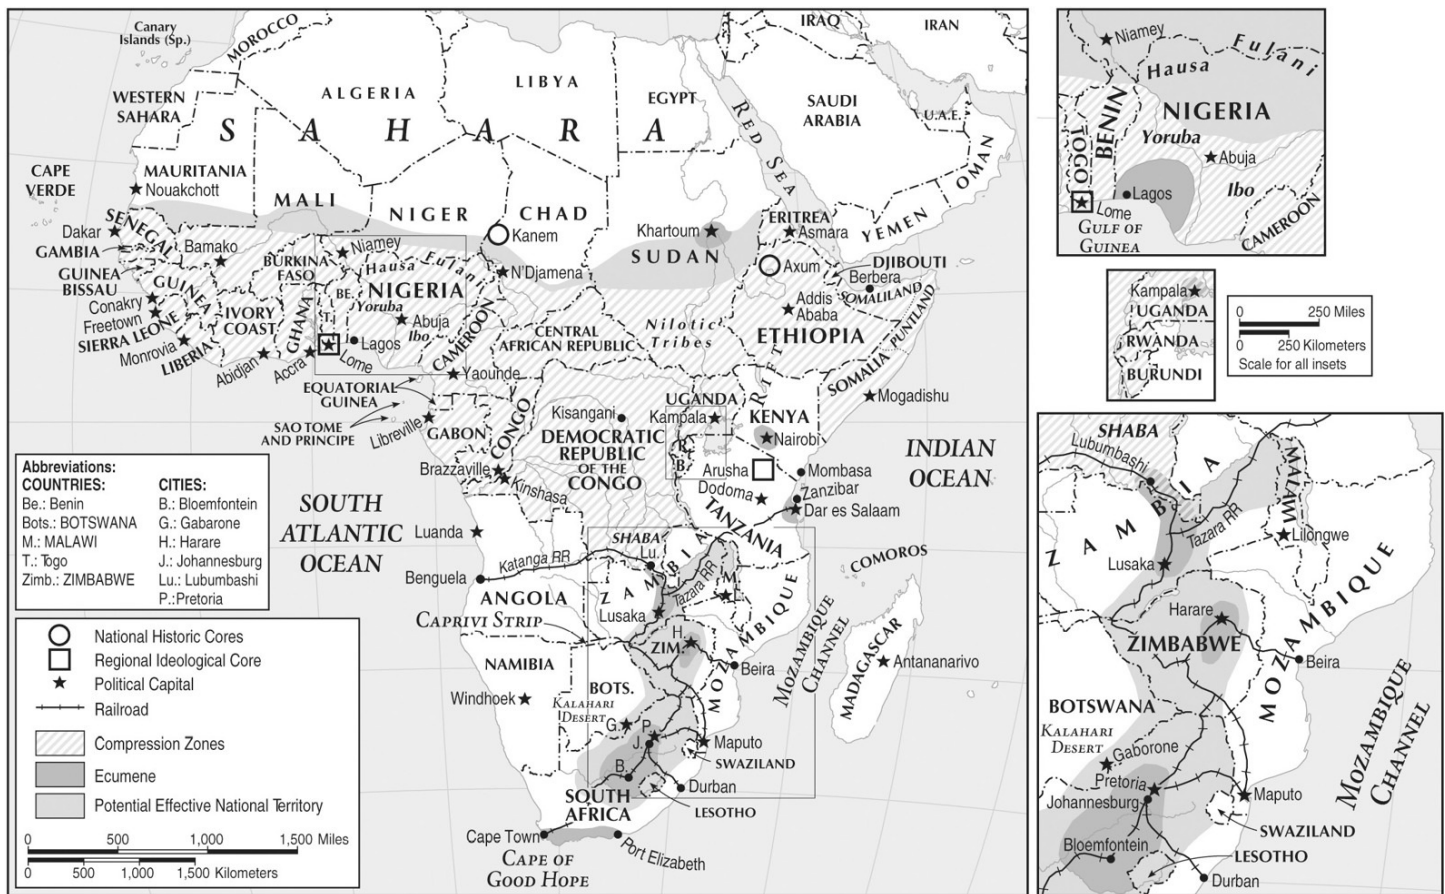 Canary
Islands (Sp.)
MOROCCO
WESTERN
SAHARA
ALGERIA
LIBYA
EGYPT
IRAQ
IRAN
SAUDI
ARABIA
U.A.E.
OMAN
YEMEN
RED SEA
SAHARA
CAPE
VERDE
MAURITANIA
Nouakchott
MALI
NIGER
CHAD
Kanem
Khartoum
SUDAN
ERITREA
Asmara
Axum
DJIBOUTI
Berbera
SOMALILAND
PUNTLAND
SENEGAL
Dakar
GAMBIA
GUINEA
BISSAU
Bamako
BURKINA
FASO
Niamey
Hausa
Fulani
N'Djamena
GUINEA
Conakry
Freetown
SIERRA LEONE
Monrovia
LIBERIA
IVORY
COAST
Abidjan
GHANA
Accra
T.
BE.
NIGERIA
Yoruba
Abuja
Ibo
Lagos
Lome
CAMEROON
Yaounde
CENTRAL
AFRICAN REPUBLIC
Nilotic
Tribes
Addis
Ababa
ETHIOPIA
RIFT
SOMALIA
Mogadishu
EQUATORIAL
GUINEA
SAO TOME
AND PRINCIPE
Libreville
GABON
CONGO
Kisangani
DEMOCRATIC
REPUBLIC
OF THE
CONGO
UGANDA
Kampala
KENYA
Nairobi
R.
B.
Brazzaville
Kinshasa
Arusha
Mombasa
Zanzibar
Dodoma
Dar es Salaam
TANZANIA
INDIAN
OCEAN
SOUTH
ATLANTIC
OCEAN
Luanda
Benguela
Katanga RR
SHABA
Lu.
ZAMBIA
Tazara RR
M.
L.
COMOROS
ANGOLA
CAPRIVI STRIP
Lusaka
H.
ZIM.
MOZAMBIQUE
Beira
MOZAMBIQUE
CHANNEL
MADAGASCAR
Antananarivo
NAMIBIA
Windhoek
BOTS.
KALAHARI
DESERT
G.
P.
J.
B.
Maputo
SWAZILAND
Durban
LESOTHO
SOUTH
AFRICA
Cape Town
Port Elizabeth
CAPE OF
GOOD HOPE
Abbreviations:
COUNTRIES:
Be.: Benin
Bots.: BOTSWANA
M.: MALAWI
T.: Togo
Zimb.: ZIMBABWE
CITIES:
B.: Bloemfontein
G.: Gabarone
H.: Harare
J.: Johannesburg
Lu.: Lubumbashi
P.:Pretoria
National Historic Cores
Regional Ideological Core
Political Capital
Railroad
Compression Zones
Ecumene
Potential Effective National Territory
0 500 1,000 1,500 Miles
0 500 1,000 1,500 Kilometers
Niamey
Hausa
Fulani
NIGERIA
BENIN
TOGO
Yoruba
Abuja
Ibo
Lagos
Lome
GULF OF
GUINEA
CAMEROON
Kampala
UGANDA
RWANDA
BURUNDI
0 250 Miles
0 250 Kilometers
Scale for all insets
SHABA
Lubumbashi
ZAMBIA
MALAWI
Tazara RR
Lilongwe
Lusaka
Harare
ZIMBABWE
MOZAMBIQUE
Beira
BOTSWANA
KALAHARI
DESERT
Gaborone
Pretoria
Johannesburg
Maputo
SWAZILAND
Bloemfontein
LESOTHO
Durban
MOZAMBIQUE
CHANNEL